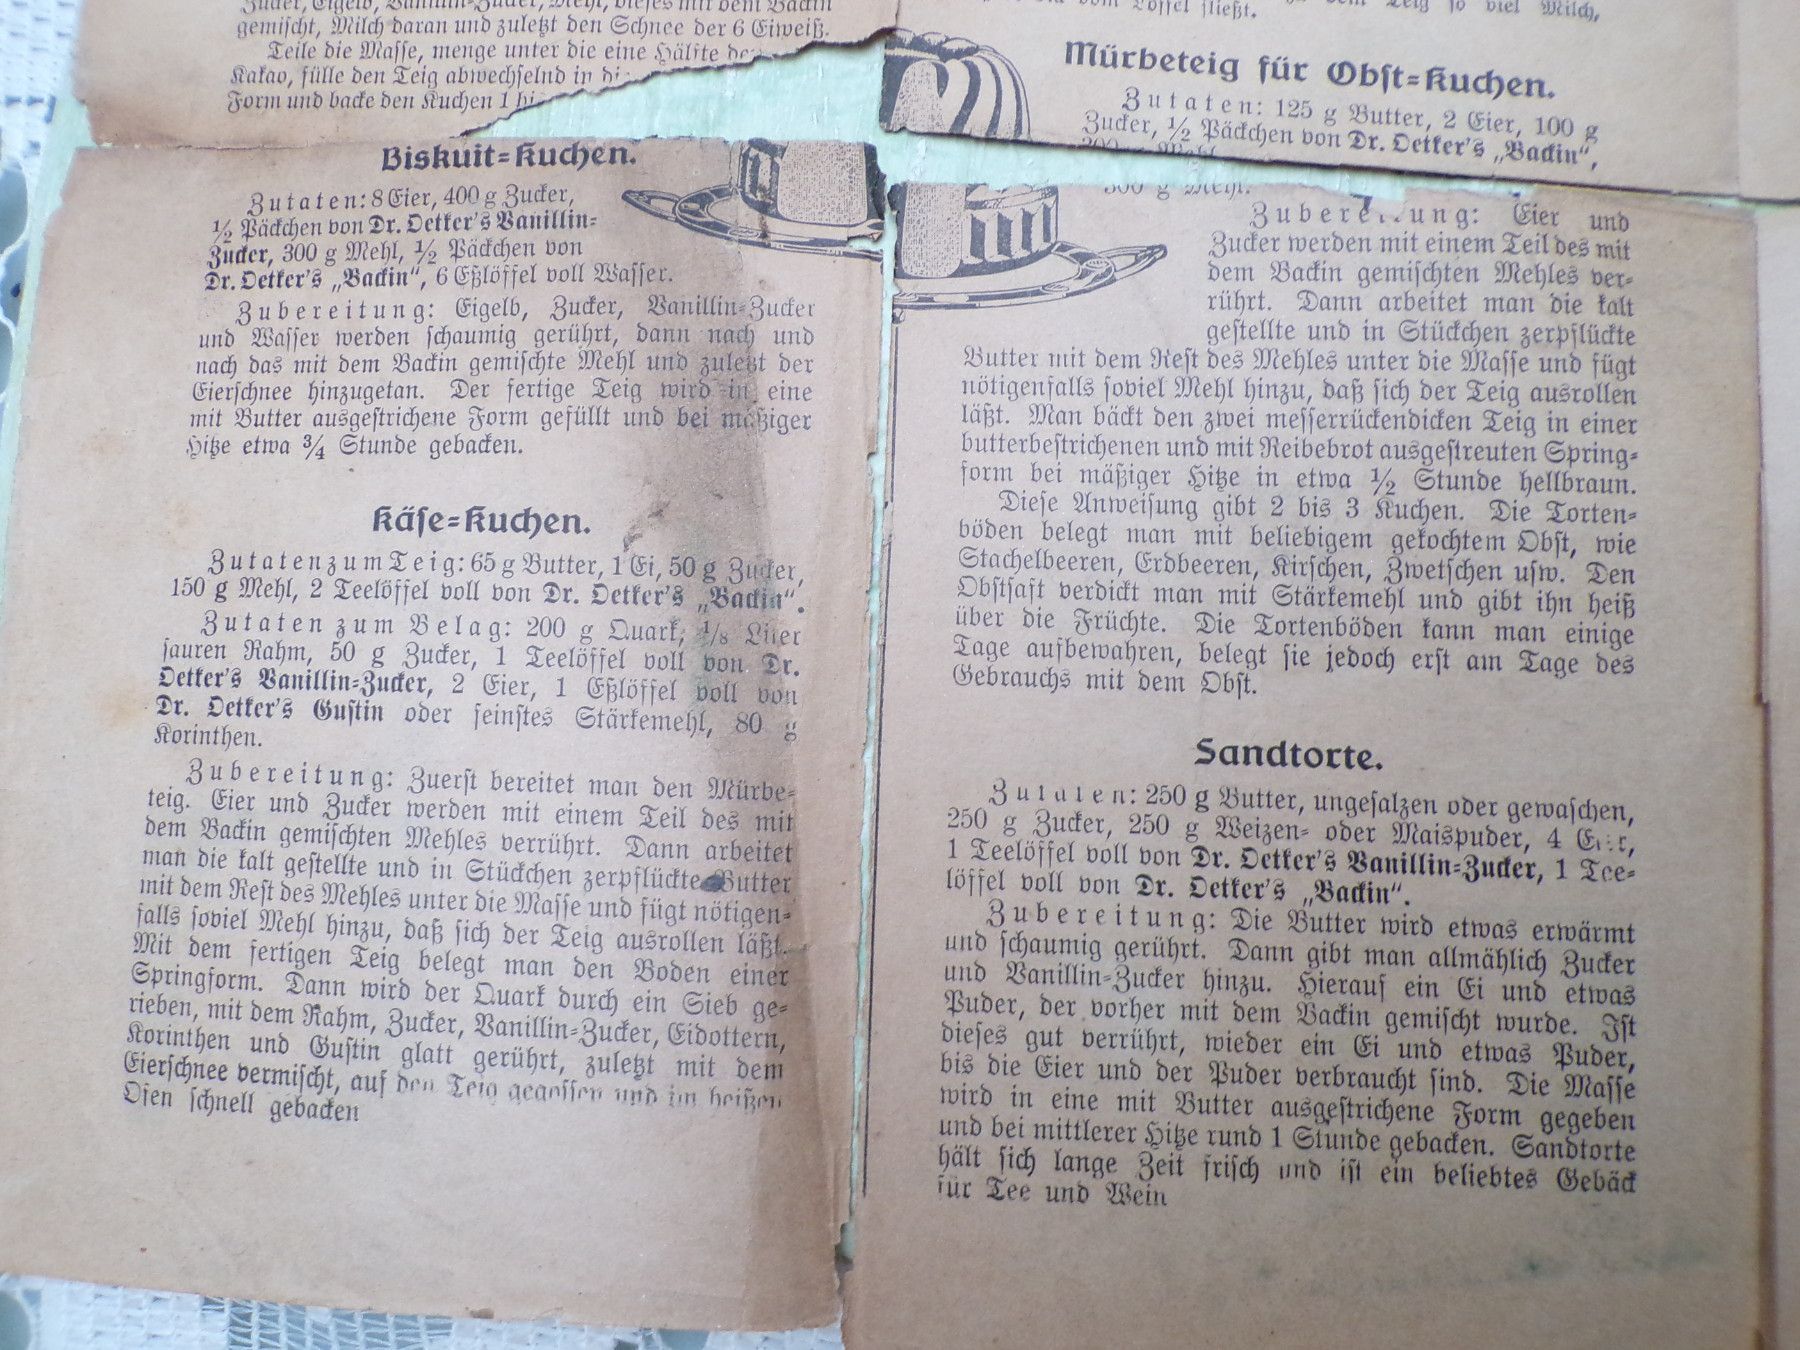 Zucker, Eigelb, Vanillin-Zucker, Mehl, dieses mit dem Backin
gemischt, Milch daran und zuletzt den Schnee der 6 Eiweiß.
Teile die Masse, menge unter die eine Hälfte
Kakao, fülle den Teig abwechselnd in
Form und backe den Kuchen 1
Biskuit=Kuchen.
Zutaten: 8 Eier, 400 g Zucker,
½ Päckchen von Dr. Oetker's Vanillin=
Zucker, 300 g Mehl, ½ Päckchen von
Dr. Oetker's „Backin“, 6 Eßlöffel voll Wasser.
Zubereitung: Eigelb, Zucker, Vanillin=Zucker
und Wasser werden schaumig gerührt, dann nach und
nach das mit dem Backin gemischte Mehl und zuletzt der
Eierschnee hinzugetan. Der fertige Teig wird in eine
mit Butter ausgestrichene Form gefüllt und bei mäßiger
Hitze etwa ¾ Stunde gebacken.
Käse=Kuchen.
Zutaten zum Teig: 65 g Butter, 1 Ei, 50 g Zucker,
150 g Mehl, 2 Teelöffel voll von Dr. Oetker's „Backin“.
Zutaten zum Belag: 200 g Quark, ⅛ Liter
sauren Rahm, 50 g Zucker, 1 Teelöffel voll von Dr.
Oetker's Vanillin=Zucker, 2 Eier, 1 Eßlöffel voll von
Dr. Oetker's Gustin oder feinstes Stärkemehl, 80 g
Korinthen.
Zubereitung: Zuerst bereitet man den Mürbe=
teig. Eier und Zucker werden mit einem Teil des mit
dem Backin gemischten Mehles verrührt. Dann arbeitet
man die kalt gestellte und in Stückchen zerpflückte Butter
mit dem Rest des Mehles unter die Masse und fügt nötigen=
falls soviel Mehl hinzu, daß sich der Teig ausrollen läßt.
Mit dem fertigen Teig belegt man den Boden einer
Springform. Dann wird der Quark durch ein Sieb ge=
rieben, mit dem Rahm, Zucker, Vanillin=Zucker, Eidottern,
Korinthen und Gustin glatt gerührt, zuletzt mit dem
Eierschnee vermischt, auf den Teig gegossen und im heißen
Ofen schnell gebacken
vom Löffel fließt. dem Teig so viel Milch,
Mürbeteig für Obst=Kuchen.
Zutaten: 125 g Butter, 2 Eier, 100 g
Zucker, ½ Päckchen von Dr. Oetker's „Backin“,
300 g Mehl.
Zubereitung: Eier und
Zucker werden mit einem Teil des mit
dem Backin gemischten Mehles ver=
rührt. Dann arbeitet man die kalt
gestellte und in Stückchen zerpflückte
Butter mit dem Rest des Mehles unter die Masse und fügt
nötigenfalls soviel Mehl hinzu, daß sich der Teig ausrollen
läßt. Man bäckt den zwei messerrückendicken Teig in einer
butterbestrichenen und mit Reibebrot ausgestreuten Spring=
form bei mäßiger Hitze in etwa ½ Stunde hellbraun.
Diese Anweisung gibt 2 bis 3 Kuchen. Die Torten=
böden belegt man mit beliebigem gekochtem Obst, wie
Stachelbeeren, Erdbeeren, Kirschen, Zwetschen usw. Den
Obstsaft verdickt man mit Stärkemehl und gibt ihn heiß
über die Früchte. Die Tortenböden kann man einige
Tage aufbewahren, belegt sie jedoch erst am Tage des
Gebrauchs mit dem Obst.
Sandtorte.
Zutaten: 250 g Butter, ungesalzen oder gewaschen,
250 g Zucker, 250 g Weizen= oder Maispuder, 4 Eier,
1 Teelöffel voll von Dr. Oetker's Vanillin=Zucker, 1 Tee=
löffel voll von Dr. Oetker's „Backin“.
Zubereitung: Die Butter wird etwas erwärmt
und schaumig gerührt. Dann gibt man allmählich Zucker
und Vanillin=Zucker hinzu. Hierauf ein Ei und etwas
Puder, der vorher mit dem Backin gemischt wurde. Ist
dieses gut verrührt, wieder ein Ei und etwas Puder,
bis die Eier und der Puder verbraucht sind. Die Masse
wird in eine mit Butter ausgestrichene Form gegeben
und bei mittlerer Hitze rund 1 Stunde gebacken. Sandtorte
hält sich lange Zeit frisch und ist ein beliebtes Gebäck
für Tee und Wein